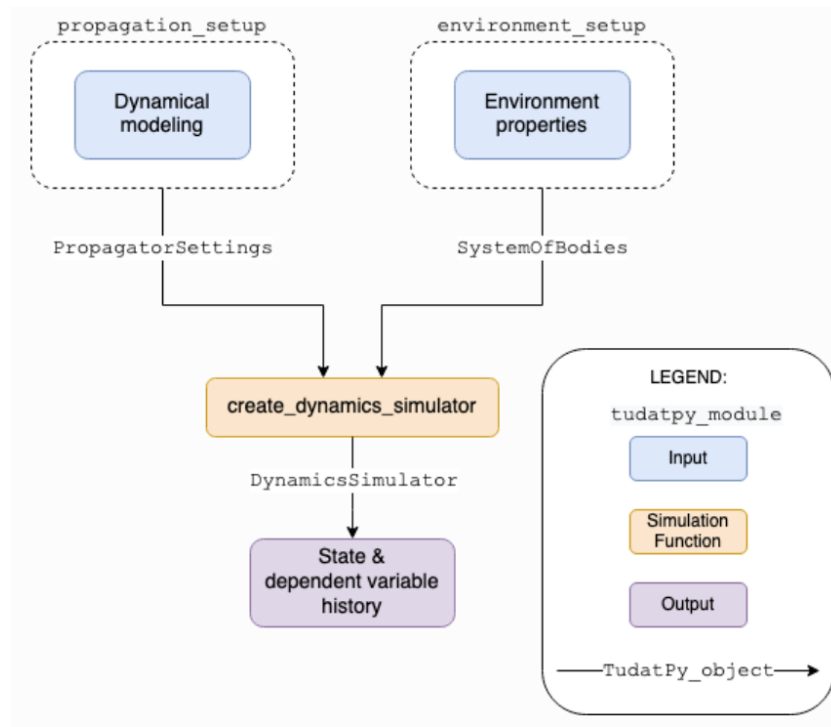 propagation_setup
environment_setup
Dynamical
modeling
Environment
properties
PropagatorSettings
SystemOfBodies
create_dynamics_simulator
DynamicsSimulator
State &
dependent variable
history
LEGEND:
tudatpy_module
Input
Simulation
Function
Output
TudatPy_object